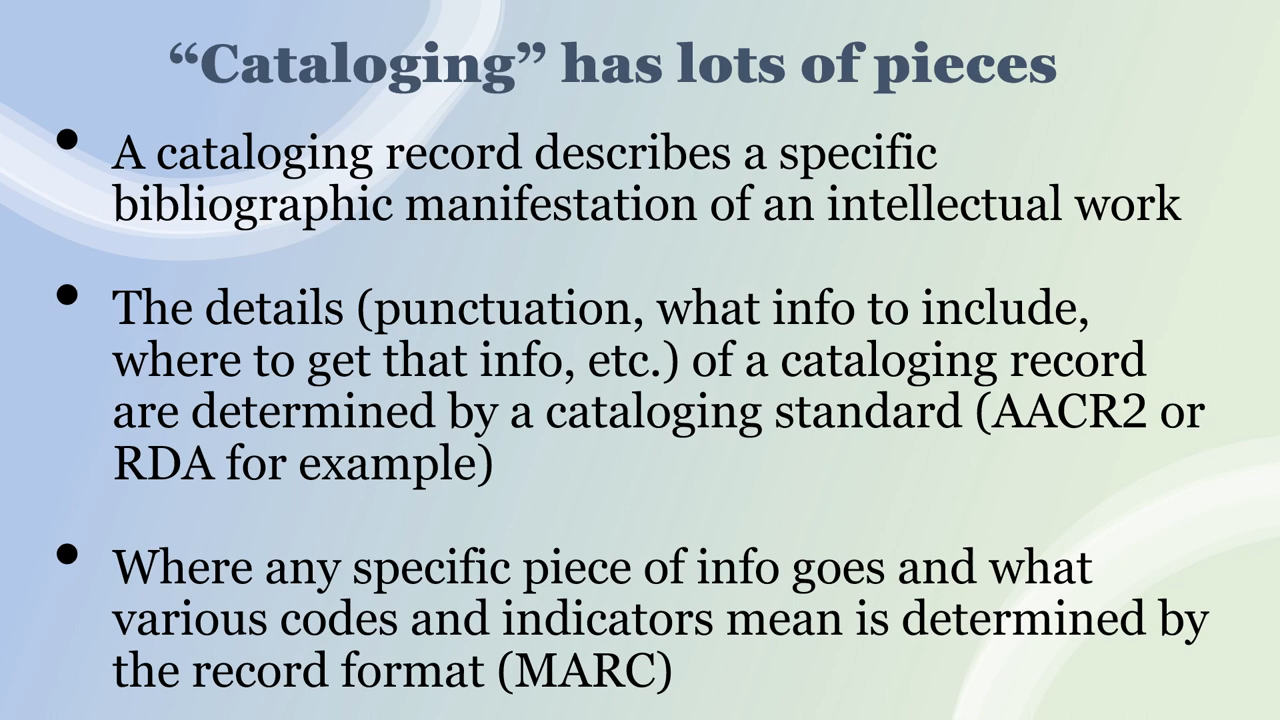 “Cataloging” has lots of pieces
• A cataloging record describes a specific
bibliographic manifestation of an intellectual work
• The details (punctuation, what info to include,
where to get that info, etc.) of a cataloging record
are determined by a cataloging standard (AACR2 or
RDA for example)
• Where any specific piece of info goes and what
various codes and indicators mean is determined by
the record format (MARC)